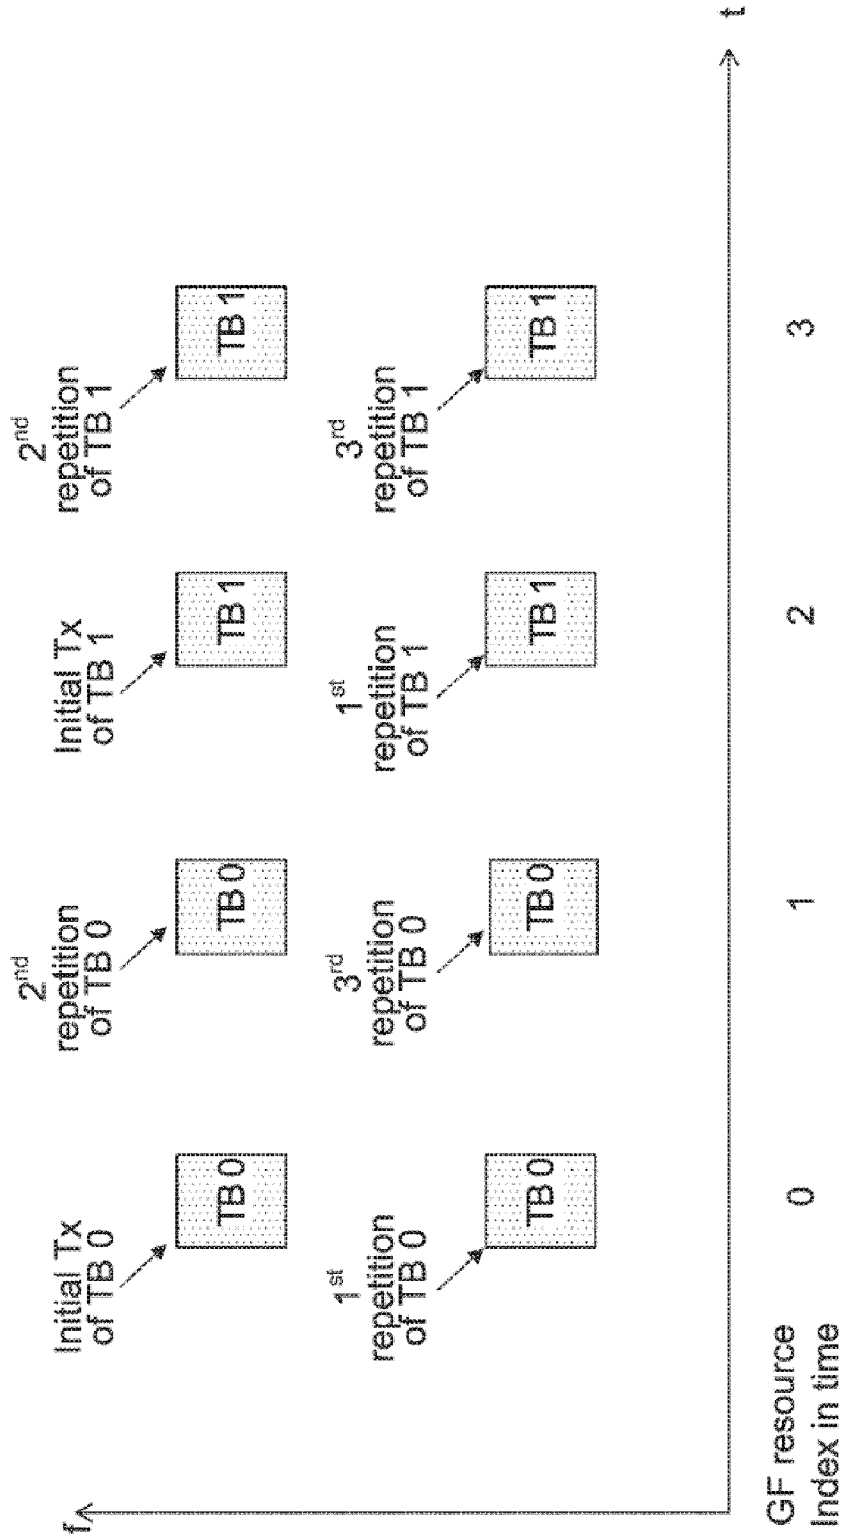 f
Initial Tx
of TB 0
TB 0
2nd
repetition
of TB 0
TB 0
Initial Tx
of TB 1
TB 1
2nd
repetition
of TB 1
TB 1
1st
repetition
of TB 0
TB 0
3rd
repetition
of TB 0
TB 0
1st
repetition
of TB 1
TB 1
3rd
repetition
of TB 1
TB 1
t
GF resource
Index in time
0
1
2
3